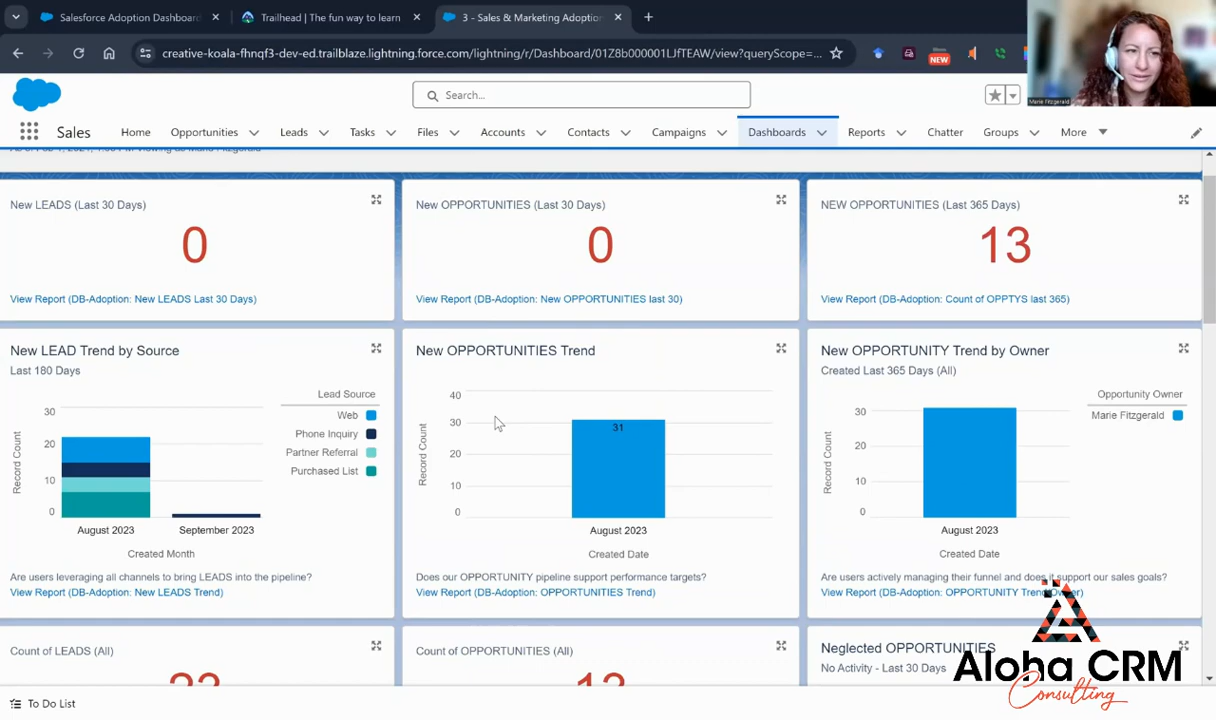 Salesforce Adoption Dashboard
Trailhead | The fun way to learn
3 - Sales & Marketing Adoption
creative-koala-fhnqf3-dev-ed.trailblaze.lightning.force.com/lightning/r/Dashboard/01Z8b000001LJfTEAW/view?queryScope=...
NEW
Marie Fitzgerald
Search...
Sales
Home
Opportunities
Leads
Tasks
Files
Accounts
Contacts
Campaigns
Dashboards
Reports
Chatter
Groups
More
New LEADS (Last 30 Days)
0
View Report (DB-Adoption: New LEADS Last 30 Days)
New OPPORTUNITIES (Last 30 Days)
0
View Report (DB-Adoption: New OPPORTUNITIES last 30)
NEW OPPORTUNITIES (Last 365 Days)
13
View Report (DB-Adoption: Count of OPPTYS last 365)
New LEAD Trend by Source
Last 180 Days
Lead Source
Web
Phone Inquiry
Partner Referral
Purchased List
Record Count
30
20
10
0
August 2023
September 2023
Created Month
Are users leveraging all channels to bring LEADS into the pipeline?
View Report (DB-Adoption: New LEADS Trend)
New OPPORTUNITIES Trend
Record Count
40
30
20
10
0
31
August 2023
Created Date
Does our OPPORTUNITY pipeline support performance targets?
View Report (DB-Adoption: OPPORTUNITIES Trend)
New OPPORTUNITY Trend by Owner
Created Last 365 Days (All)
Opportunity Owner
Marie Fitzgerald
Record Count
30
20
10
0
August 2023
Created Date
Are users actively managing their funnel and does it support our sales goals?
View Report (DB-Adoption: OPPORTUNITY Trend Owner)
Count of LEADS (All)
Count of OPPORTUNITIES (All)
Neglected OPPORTUNITIES
No Activity - Last 30 Days
Aloha CRM
Consulting
To Do List